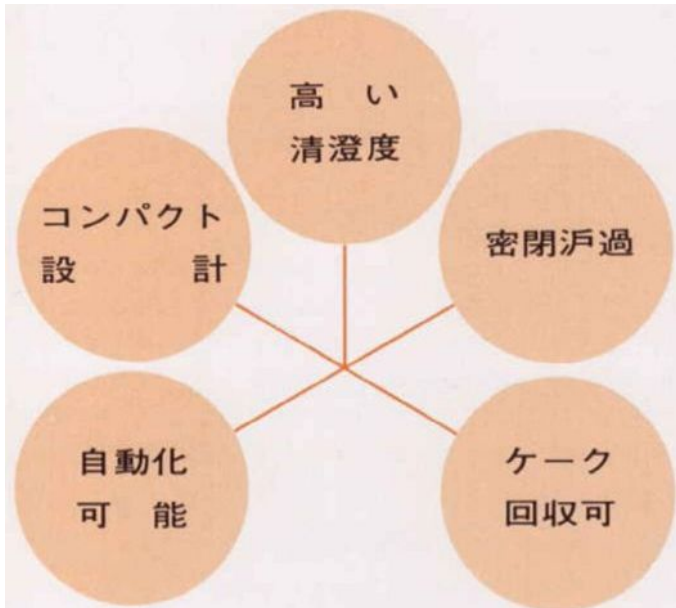 高い
清澄度
コンパクト
設計
密閉沪過
自動化
可能
ケーク
回収可